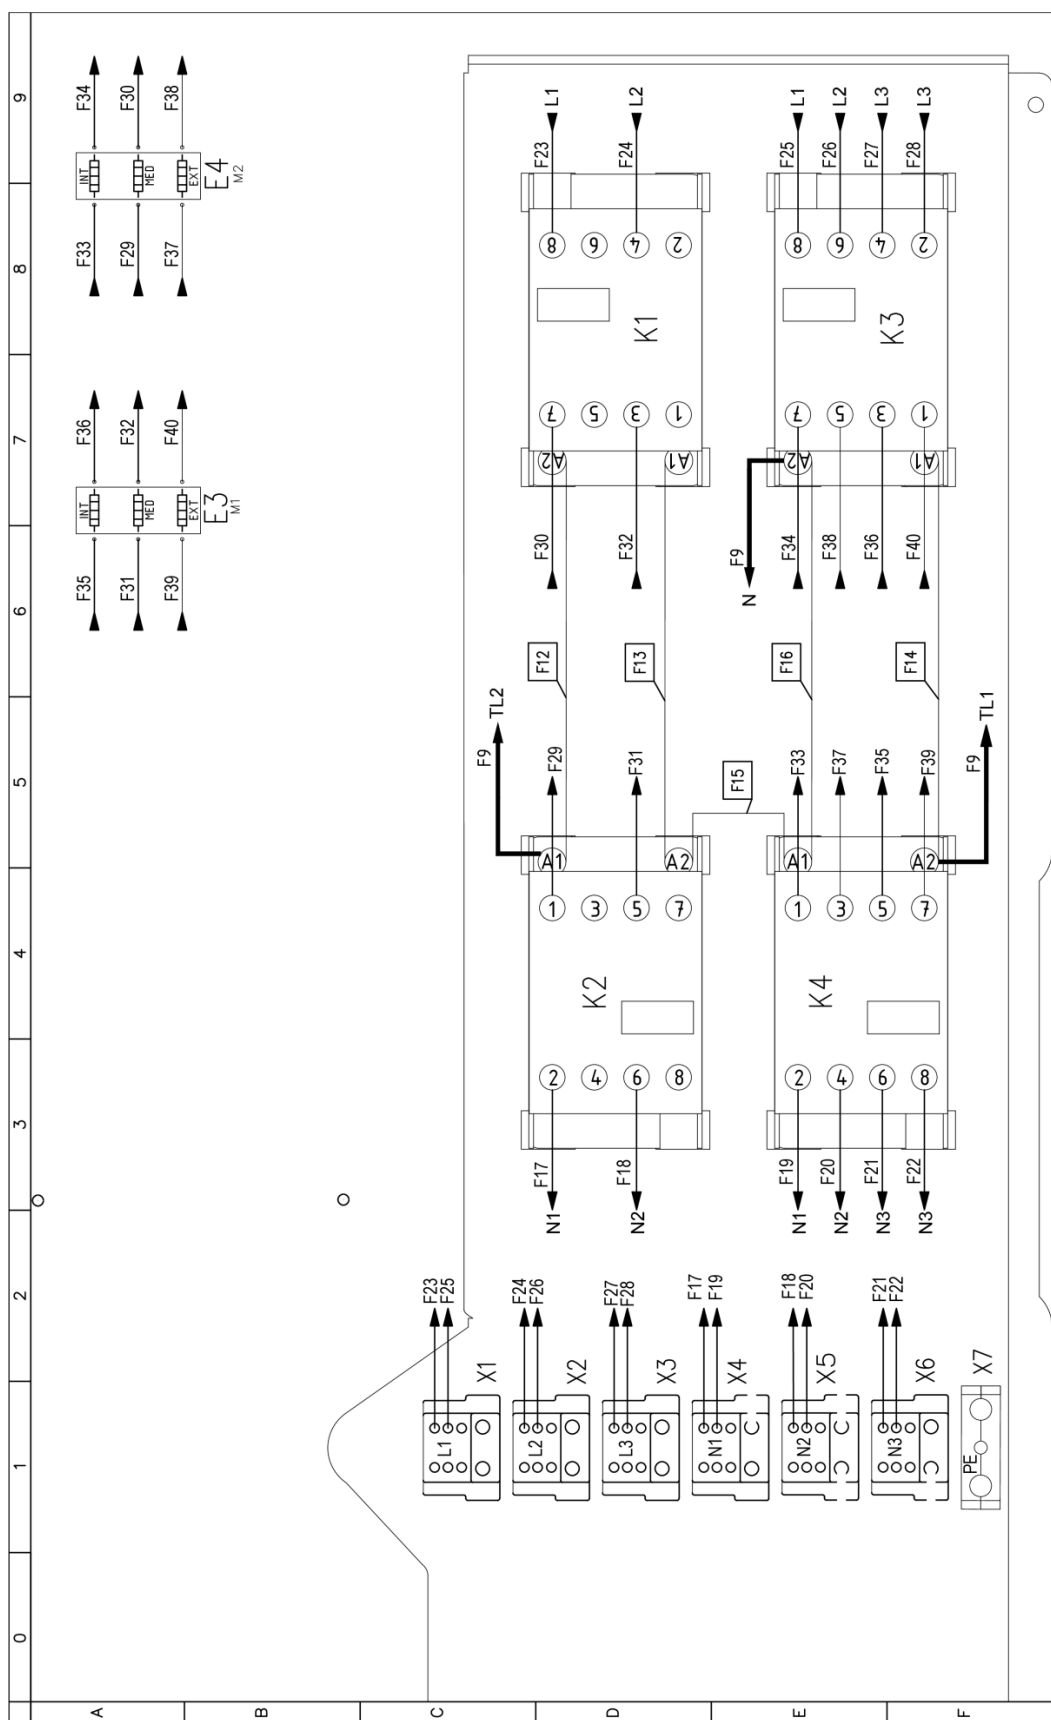 9
8
7
6
5
4
3
2
1
0
A
B
C
D
E
F
F34
F30
F38
INT
MED
EXT
E4
M2
F33
F29
F37
F36
F32
F40
INT
MED
EXT
E3
M1
F35
F31
F39
F23
L1
F24
L2
8
6
4
2
K1
7
5
3
1
A2
A1
F30
F32
F25
L1
F26
L2
F27
L3
F28
L3
8
6
4
2
K3
7
5
3
1
A2
A1
F9
N
F34
F38
F36
F40
F12
F13
F16
F14
F15
TL2
F9
F29
F31
A1
A2
1
3
5
7
K2
2
4
6
8
F17
N1
F18
N2
TL1
F9
F33
F37
F35
F39
A1
A2
1
3
5
7
K4
2
4
6
8
F19
N1
F20
N2
F21
N3
F22
N3
F23
F25
L1
X1
F24
F26
L2
X2
F27
F28
L3
X3
F17
F19
N1
X4
F18
F20
N2
X5
F21
F22
N3
X6
PE
X7